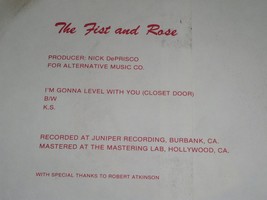 The Fist and Rose
PRODUCER: NICK DePRISCO
FOR ALTERNATIVE MUSIC CO.
I'M GONNA LEVEL WITH YOU (CLOSET DOOR)
B/W
K.S.
RECORDED AT JUNIPER RECORDING, BURBANK, CA.
MASTERED AT THE MASTERING LAB, HOLLYWOOD, CA.
WITH SPECIAL THANKS TO ROBERT ATKINSON